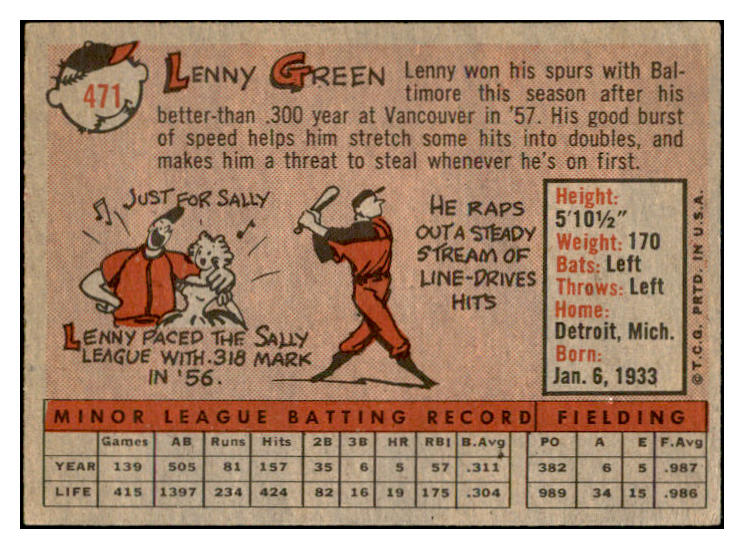 471
LENNY GREEN
Lenny won his spurs with Bal-
timore this season after his
better-than .300 year at Vancouver in '57. His good burst
of speed helps him stretch some hits into doubles, and
makes him a threat to steal whenever he's on first.
JUST FOR SALLY
LENNY PACED THE SALLY
LEAGUE WITH .318 MARK
IN '56.
HE RAPS
OUT A STEADY
STREAM OF
LINE-DRIVES
HITS
Height:
5'10½"
Weight: 170
Bats: Left
Throws: Left
Home:
Detroit, Mich.
Born:
Jan. 6, 1933
© T.C.G. PRTD. IN U.S.A.
MINOR LEAGUE BATTING RECORD FIELDING
Games AB Runs Hits 2B 3B HR RBI B.Avg PO A E F.Avg
YEAR 139 505 81 157 35 6 5 57 .311 382 6 5 .987
LIFE 415 1397 234 424 82 16 19 175 .304 989 34 15 .986